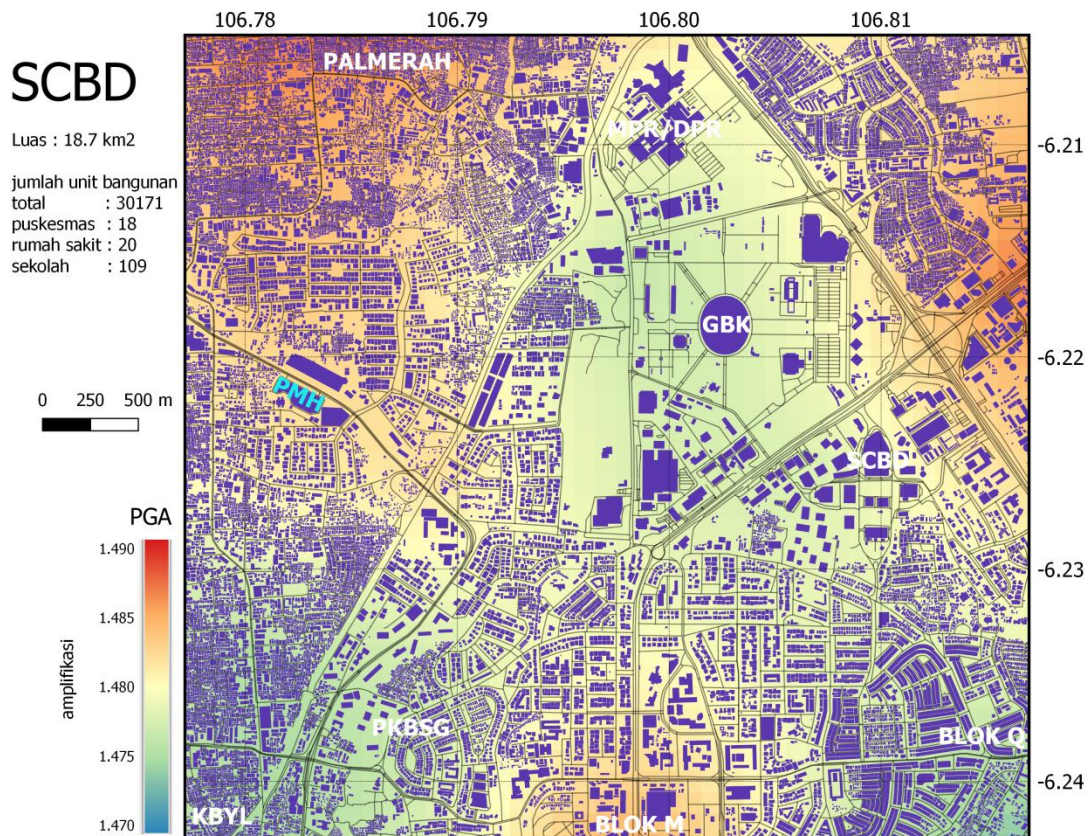 106.78 106.79 106.80 106.81
SCBD
Luas : 18.7 km2
jumlah unit bangunan
total : 30171
puskesmas : 18
rumah sakit : 20
sekolah : 109
0 250 500 m
PGA
1.490
1.485
1.480
1.475
1.470
amplifikasi
PALMERAH
MPR/DPR
GBK
PMH
SCBD
PKBSG
BLOK Q
KBYL
BLOK M
-6.21
-6.22
-6.23
-6.24